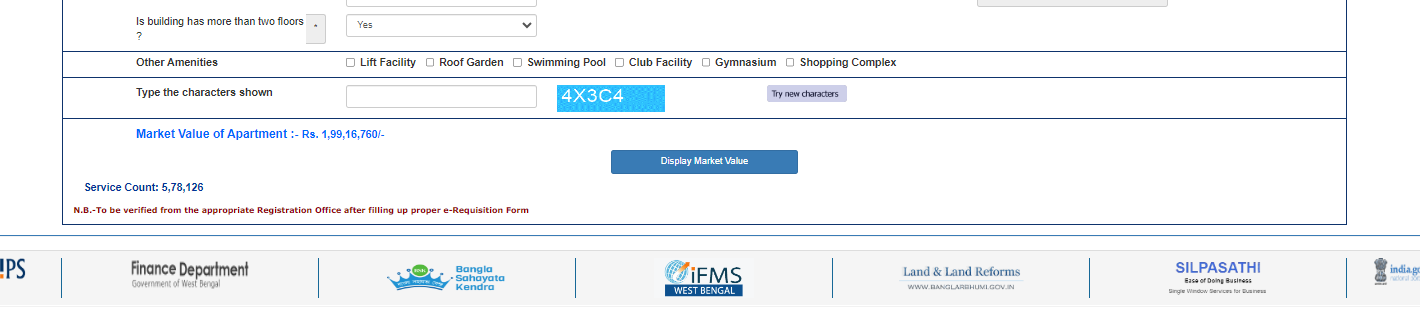 Is building has more than two floors * Yes
?
Other Amenities Lift Facility Roof Garden Swimming Pool Club Facility Gymnasium Shopping Complex
Type the characters shown 4X3C4 Try new characters
Market Value of Apartment :- Rs. 1,99,16,760/-
Display Market Value
Service Count: 5,78,126
N.B.-To be verified from the appropriate Registration Office after filling up proper e-Requisition Form
IPS
Finance Department
Government of West Bengal
Bangla
Sahayata
Kendra
iFMS
WEST BENGAL
Land & Land Reforms
WWW.BANGLARBHUMI.GOV.IN
SILPASATHI
Ease of Doing Business
Single Window Services for Business
india.go